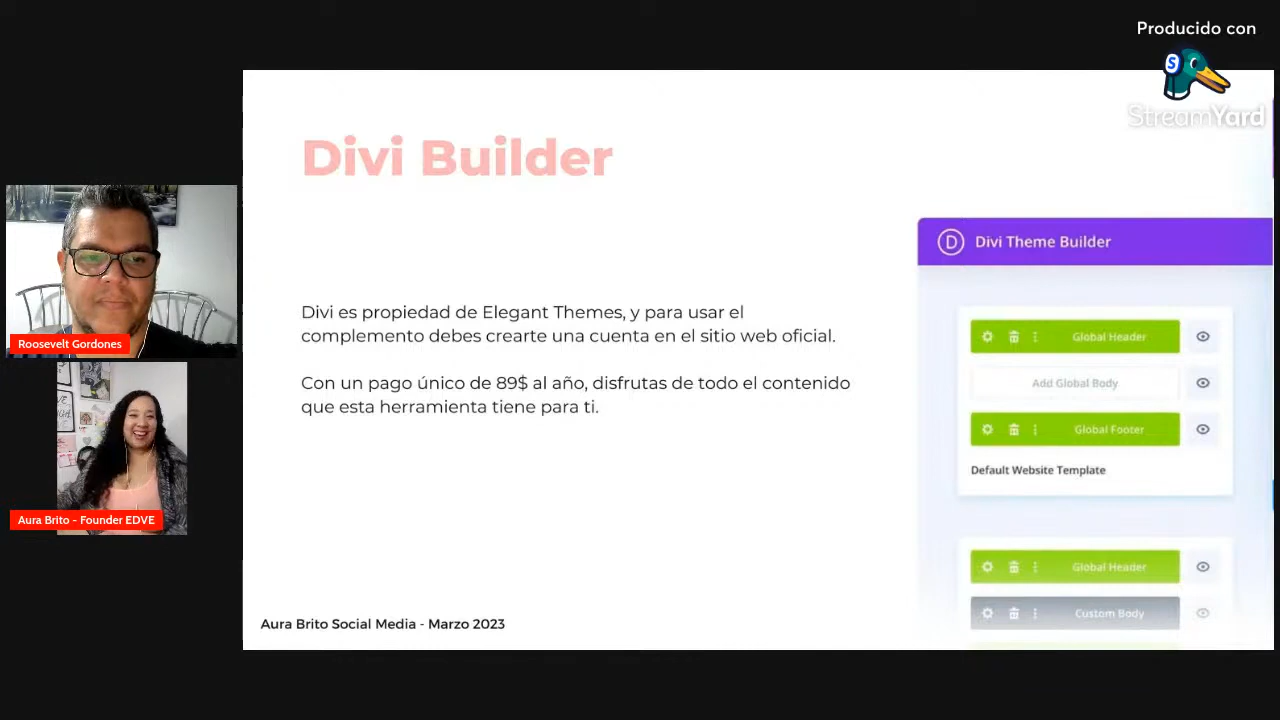 Producido con
StreamYard
Divi Builder
Divi Theme Builder
Divi es propiedad de Elegant Themes, y para usar el
complemento debes crearte una cuenta en el sitio web oficial.
Con un pago único de 89$ al año, disfrutas de todo el contenido
que esta herramienta tiene para ti.
Global Header
Add Global Body
Global Footer
Default Website Template
Global Header
Custom Body
Roosevelt Gordones
Aura Brito - Founder EDVE
Aura Brito Social Media - Marzo 2023